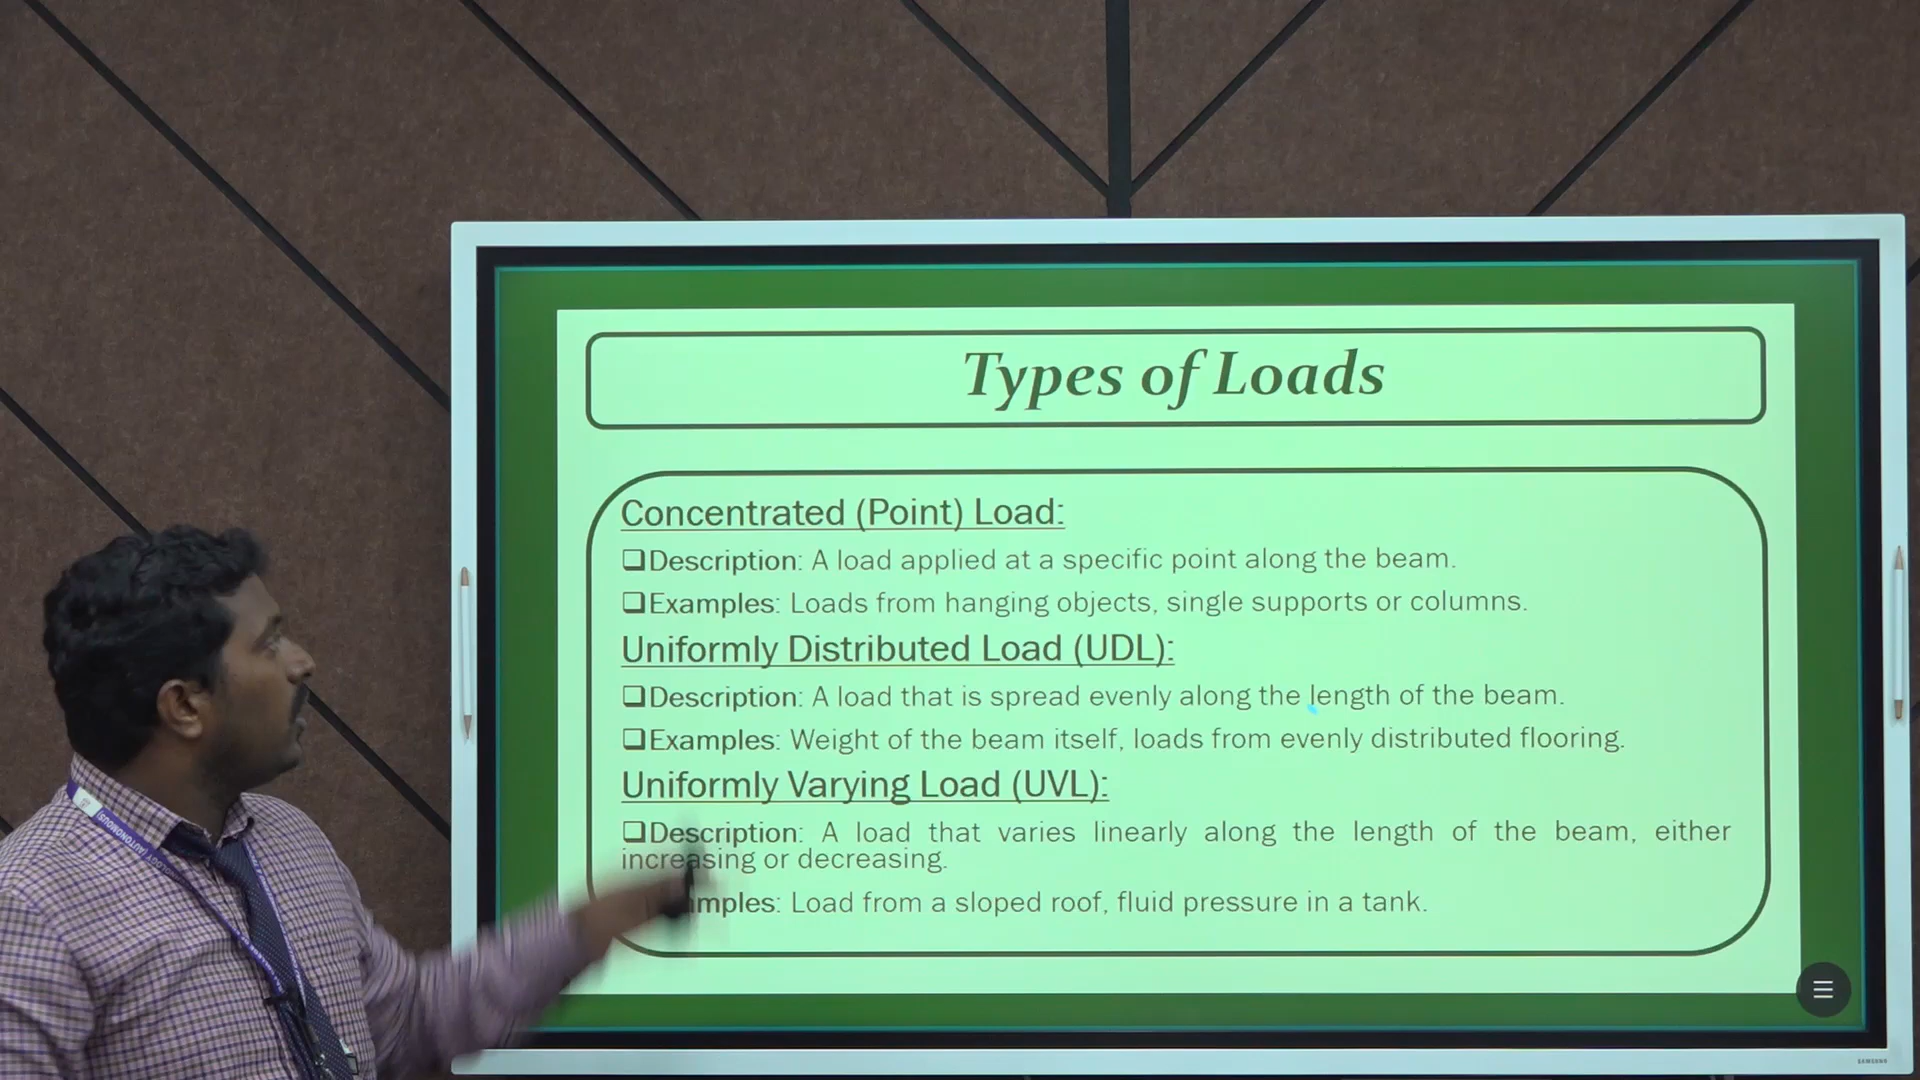 Types of Loads
Concentrated (Point) Load:
❑Description: A load applied at a specific point along the beam.
❑Examples: Loads from hanging objects, single supports or columns.
Uniformly Distributed Load (UDL):
❑Description: A load that is spread evenly along the length of the beam.
❑Examples: Weight of the beam itself, loads from evenly distributed flooring.
Uniformly Varying Load (UVL):
❑Description: A load that varies linearly along the length of the beam, either
increasing or decreasing.
mples: Load from a sloped roof, fluid pressure in a tank.
SAMSUNG
(AUTONOMOUS)